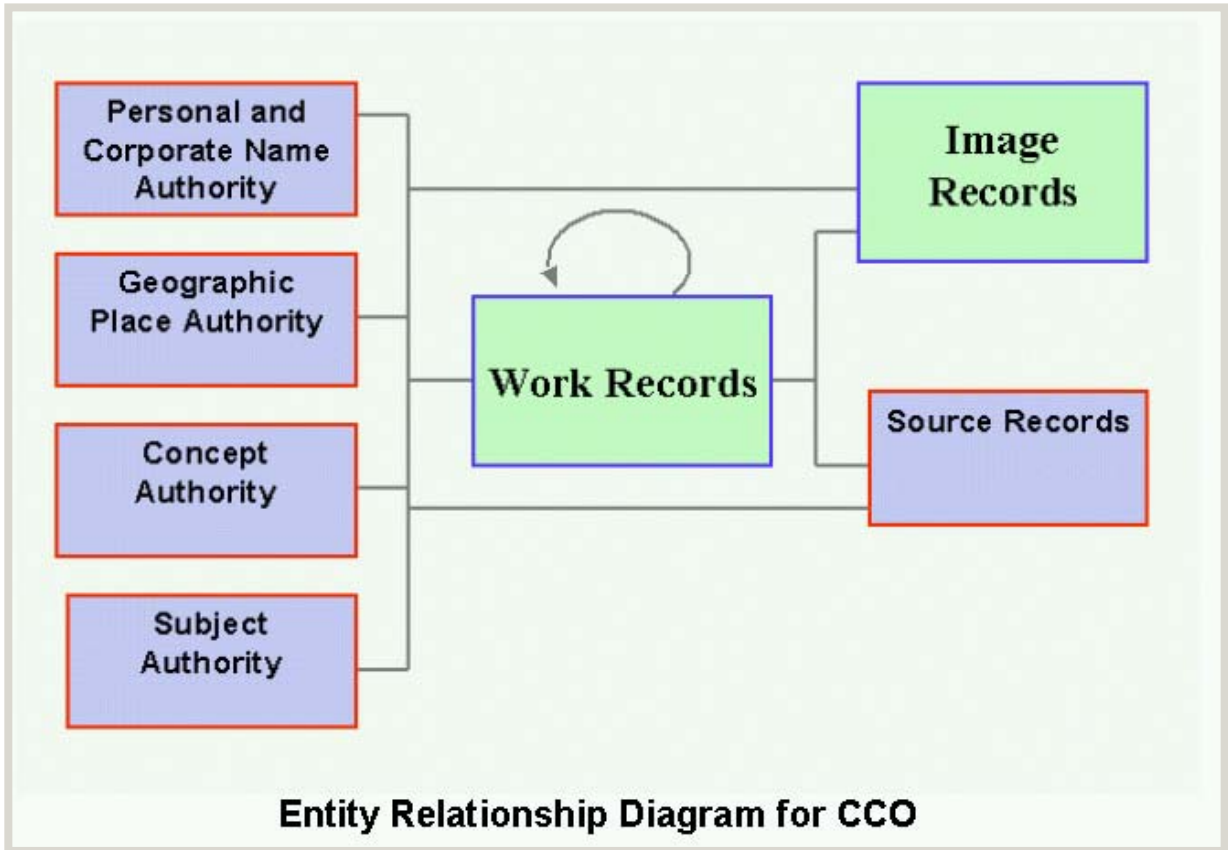 Personal and
Corporate Name
Authority
Geographic
Place Authority
Concept
Authority
Subject
Authority
Work Records
Image
Records
Source Records
Entity Relationship Diagram for CCO